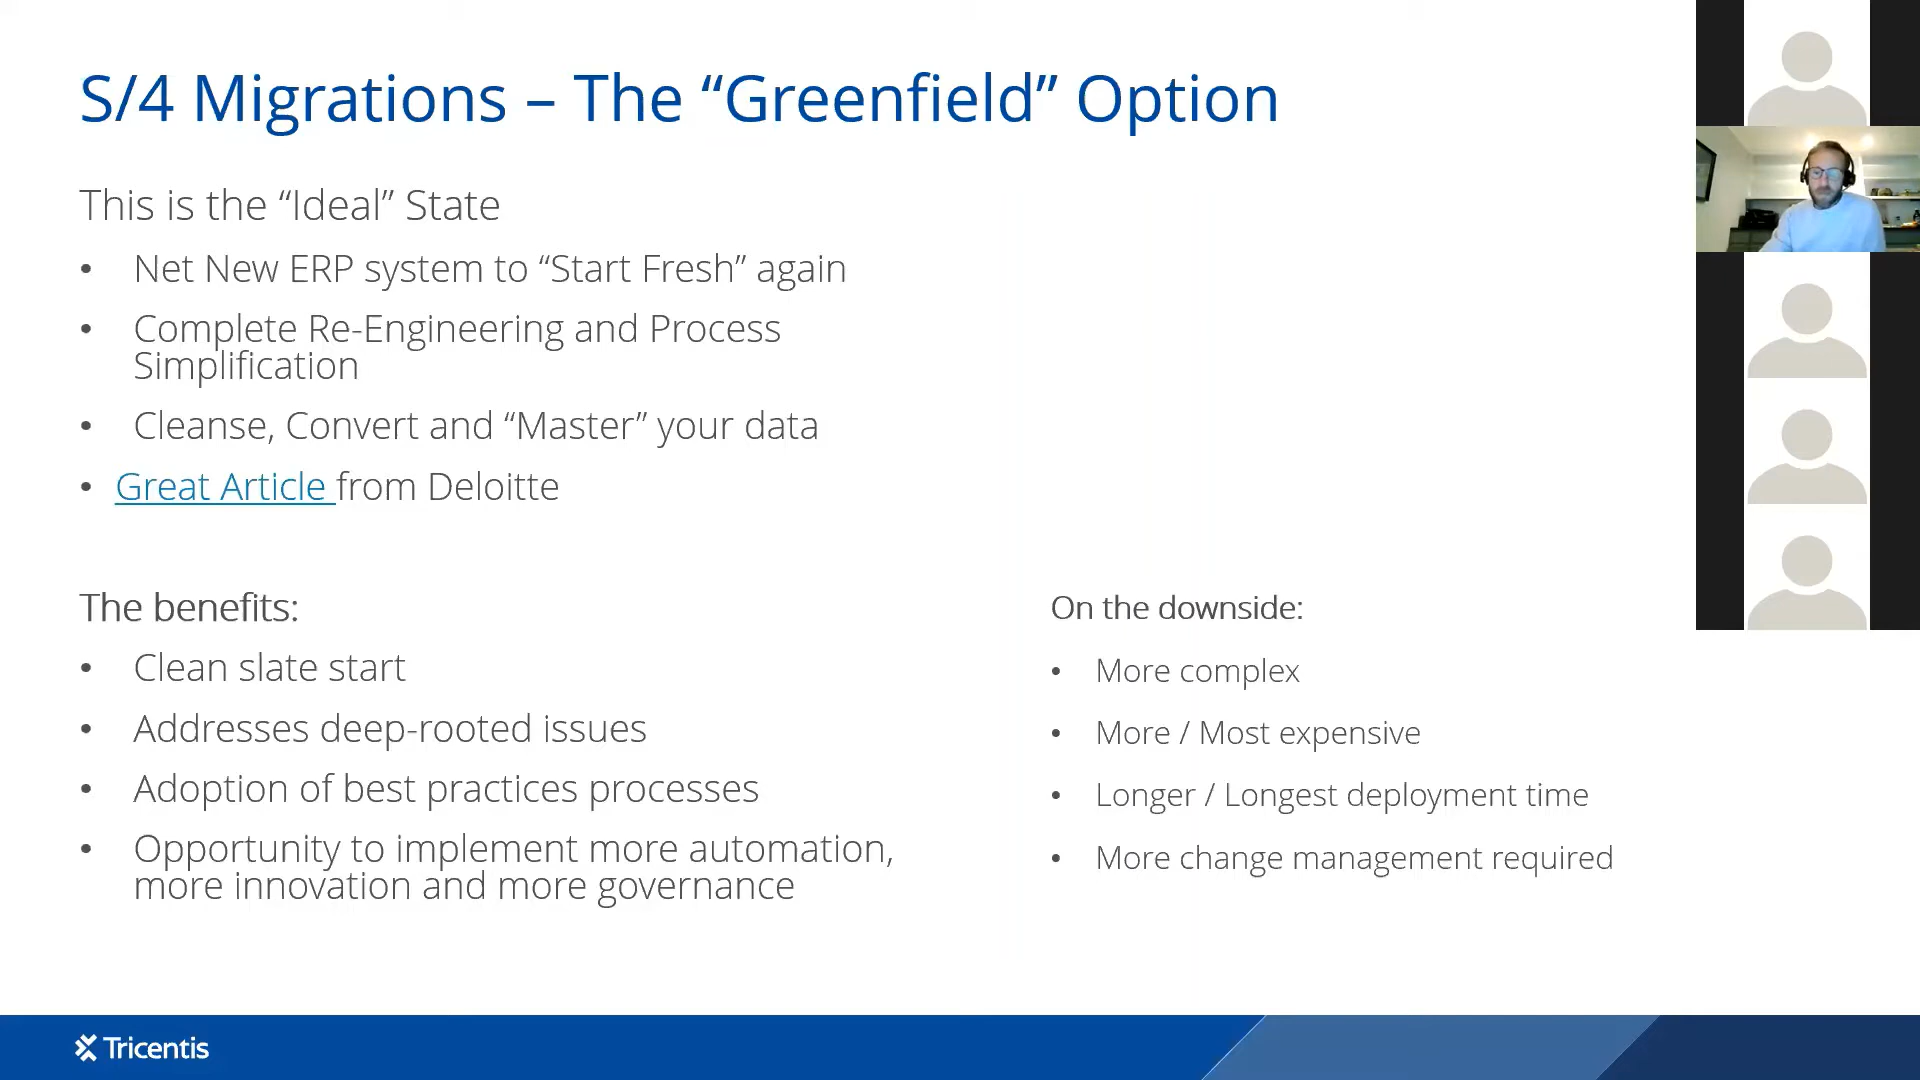 S/4 Migrations – The “Greenfield” Option
This is the “Ideal” State
• Net New ERP system to “Start Fresh” again
• Complete Re-Engineering and Process
Simplification
• Cleanse, Convert and “Master” your data
• Great Article from Deloitte
The benefits:
• Clean slate start
• Addresses deep-rooted issues
• Adoption of best practices processes
• Opportunity to implement more automation,
more innovation and more governance
On the downside:
• More complex
• More / Most expensive
• Longer / Longest deployment time
• More change management required
Tricentis